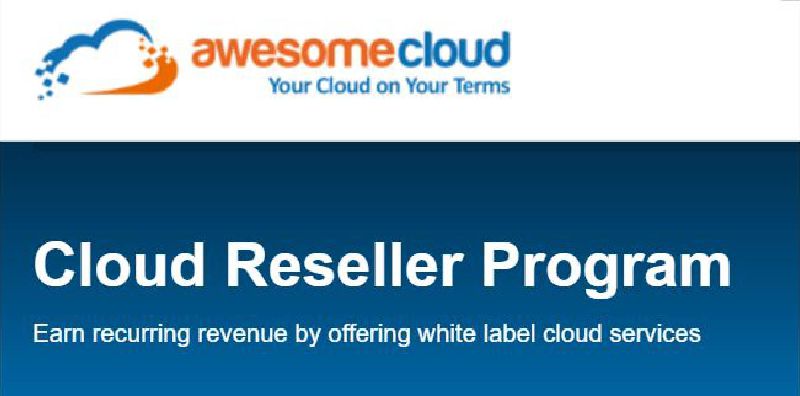 awesomecloud
Your Cloud on Your Terms
Cloud Reseller Program
Earn recurring revenue by offering white label cloud services